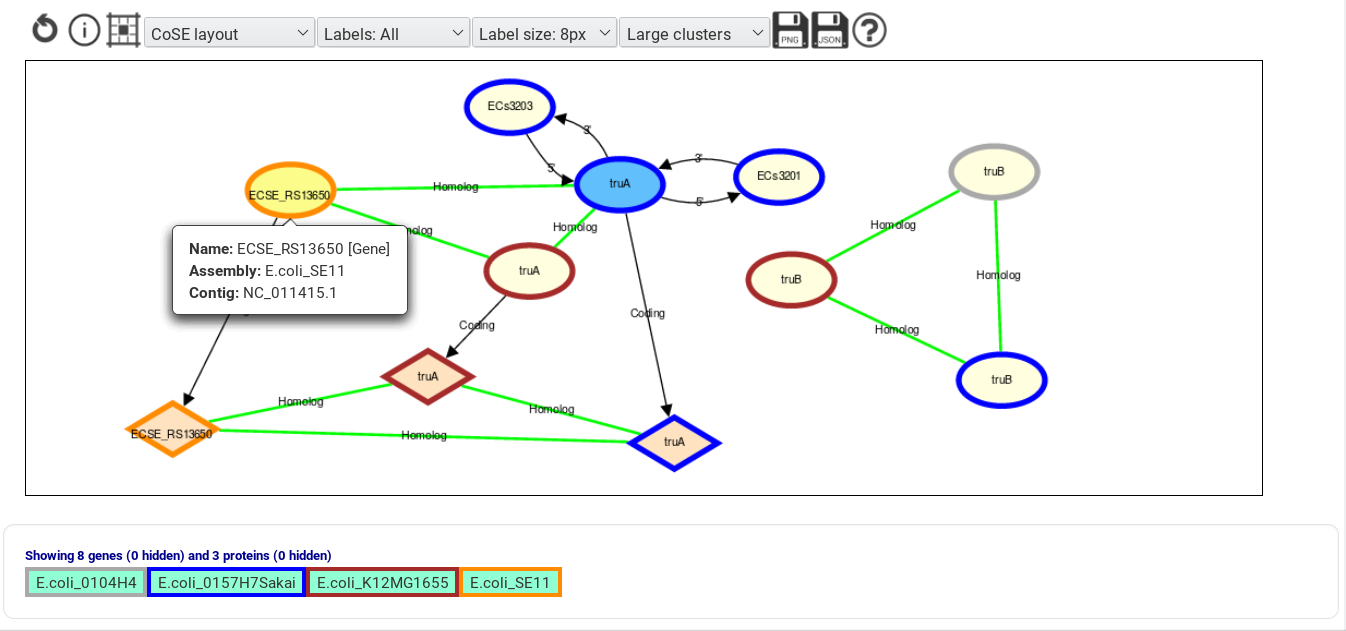 CoSE layout
Labels: All
Label size: 8px
Large clusters
PNG
JSON
?
ECs3203
3'
5'
truA
3'
5'
ECs3201
truB
ECSE_RS13650
Homolog
Homolog
Homolog
truA
truB
Homolog
Name: ECSE_RS13650 [Gene]
Assembly: E.coli_SE11
Contig: NC_011415.1
Coding
Coding
Homolog
truA
truB
Homolog
Homolog
ECSE_RS13650
Homolog
truA
Showing 8 genes (0 hidden) and 3 proteins (0 hidden)
E.coli_0104H4
E.coli_0157H7Sakai
E.coli_K12MG1655
E.coli_SE11